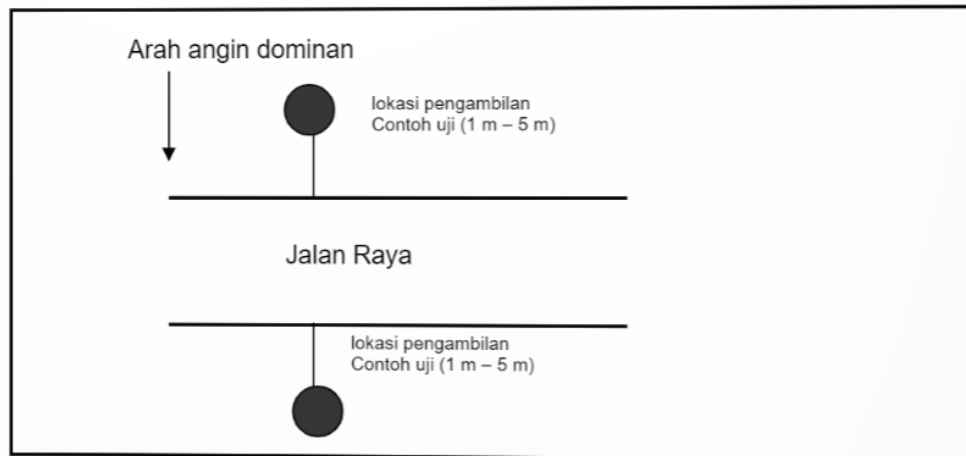 Arah angin dominan
lokasi pengambilan
Contoh uji (1 m – 5 m)
Jalan Raya
lokasi pengambilan
Contoh uji (1 m – 5 m)